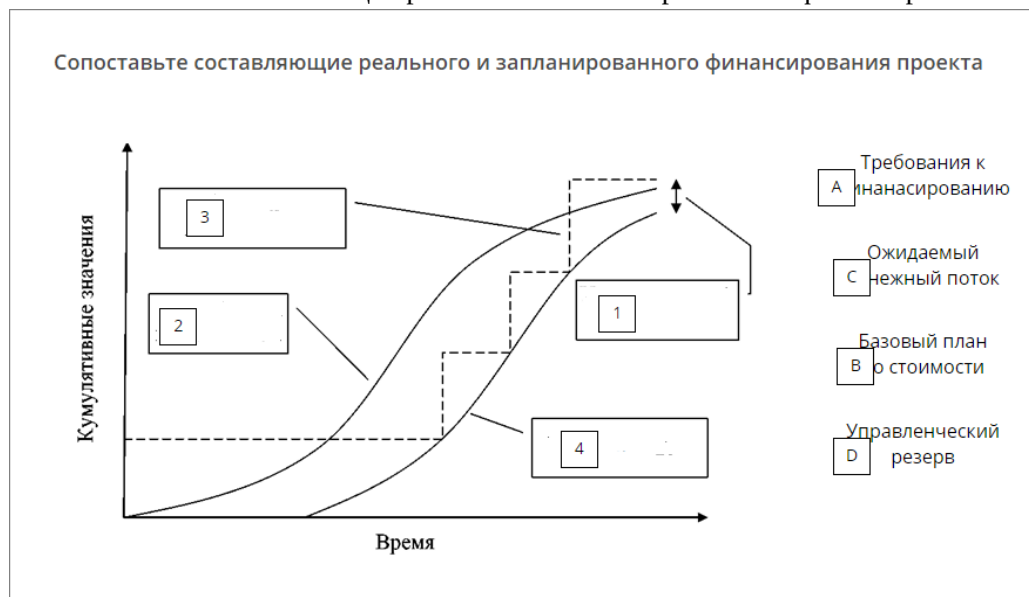 Сопоставьте составляющие реального и запланированного финансирования проекта
Кумулятивные значения
3
2
1
4
Время
Требования к
A инанасированию
Ожидаемый
C нежный поток
Базовый план
B о стоимости
Управленческий
D резерв